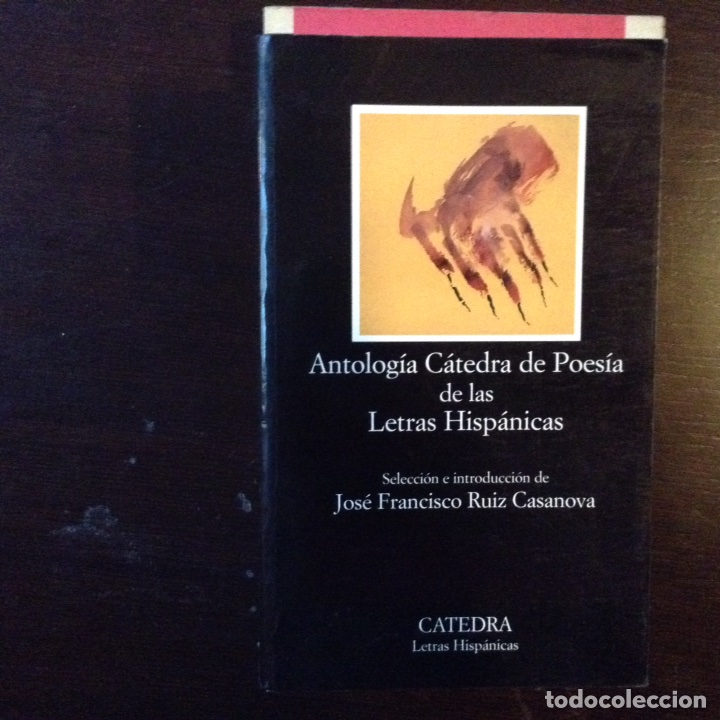 Antología Cátedra de Poesía
de las
Letras Hispánicas
Selección e introducción de
José Francisco Ruiz Casanova
CATEDRA
Letras Hispánicas
todocoleccion